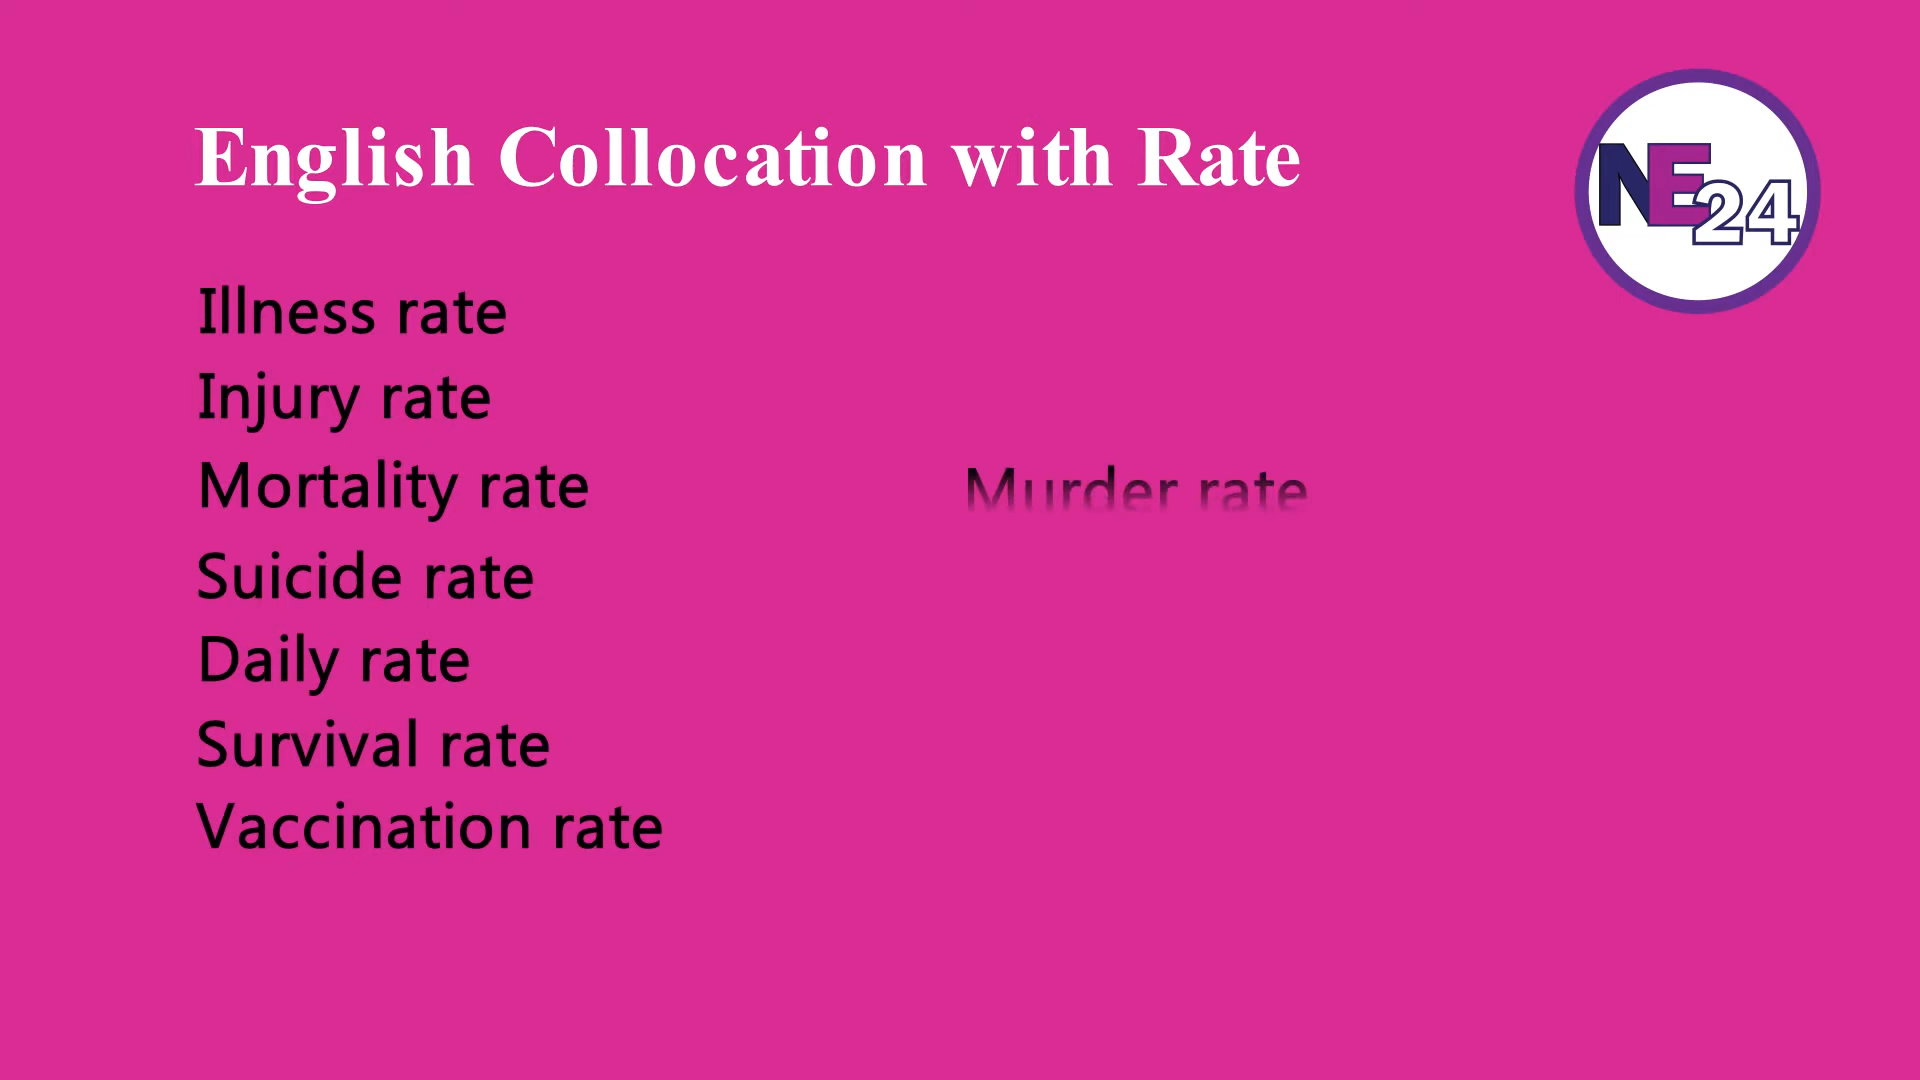 English Collocation with Rate
NE24
Illness rate
Injury rate
Mortality rate
Suicide rate
Daily rate
Survival rate
Vaccination rate
Murder rate